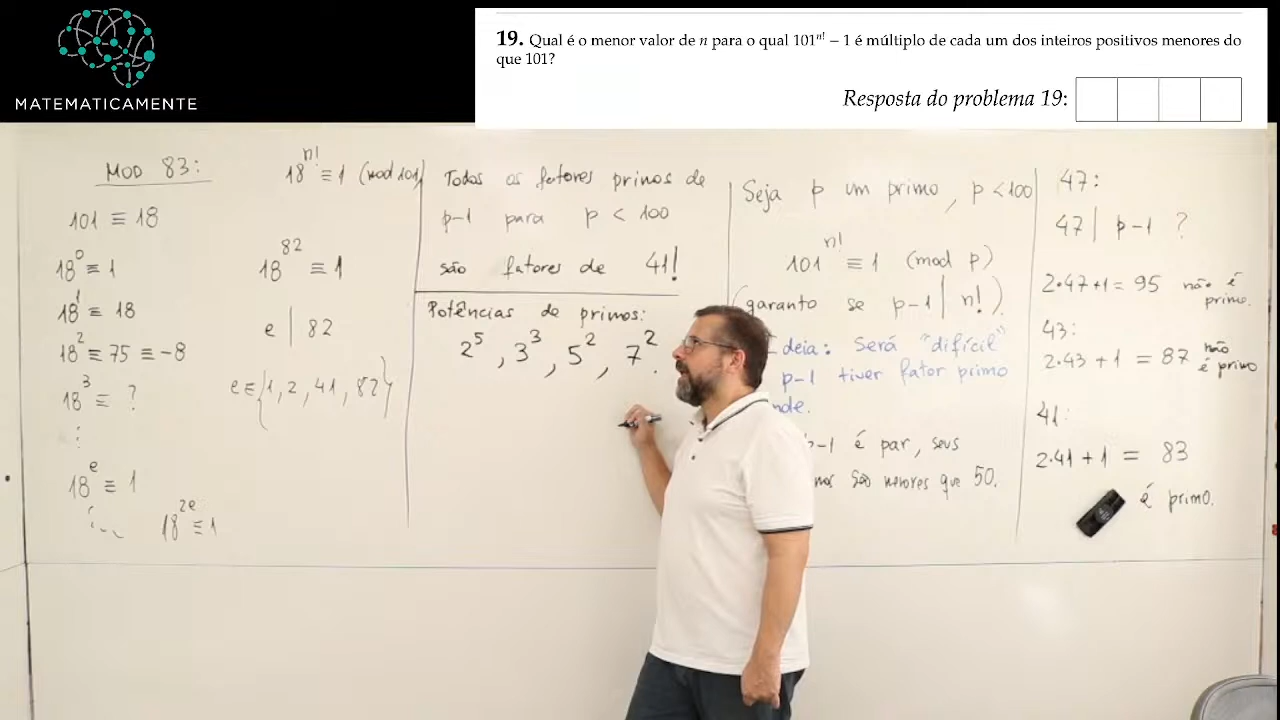 MATEMATICAMENTE
19. Qual é o menor valor de n para o qual 101^{n!} − 1 é múltiplo de cada um dos inteiros positivos menores do
que 101?
Resposta do problema 19:
MOD 83:
101 ≡ 18
18^0 ≡ 1
18^1 ≡ 18
18^2 ≡ 75 ≡ -8
18^3 ≡ ?
⋮
18^e ≡ 1
18^{2e} ≡ 1
18^{n!} ≡ 1 (mod 101)
18^{82} ≡ 1
e | 82
e ∈ {1, 2, 41, 82}
Todos os fatores primos de
p-1 para p < 100
são fatores de 41!
Potências de primos:
2^5, 3^3, 5^2, 7^2.
Seja p um primo, p < 100
101^{n!} ≡ 1 (mod p)
(garanto se p-1 | n!).
deia: Será "difícil"
p-1 tiver fator primo
nde.
p-1 é par, seus
mos são menores que 50.
47:
47 | p-1 ?
2·47+1 = 95 não é
primo.
43:
2·43 + 1 = 87 não
é primo
41:
2·41 + 1 = 83
é primo.